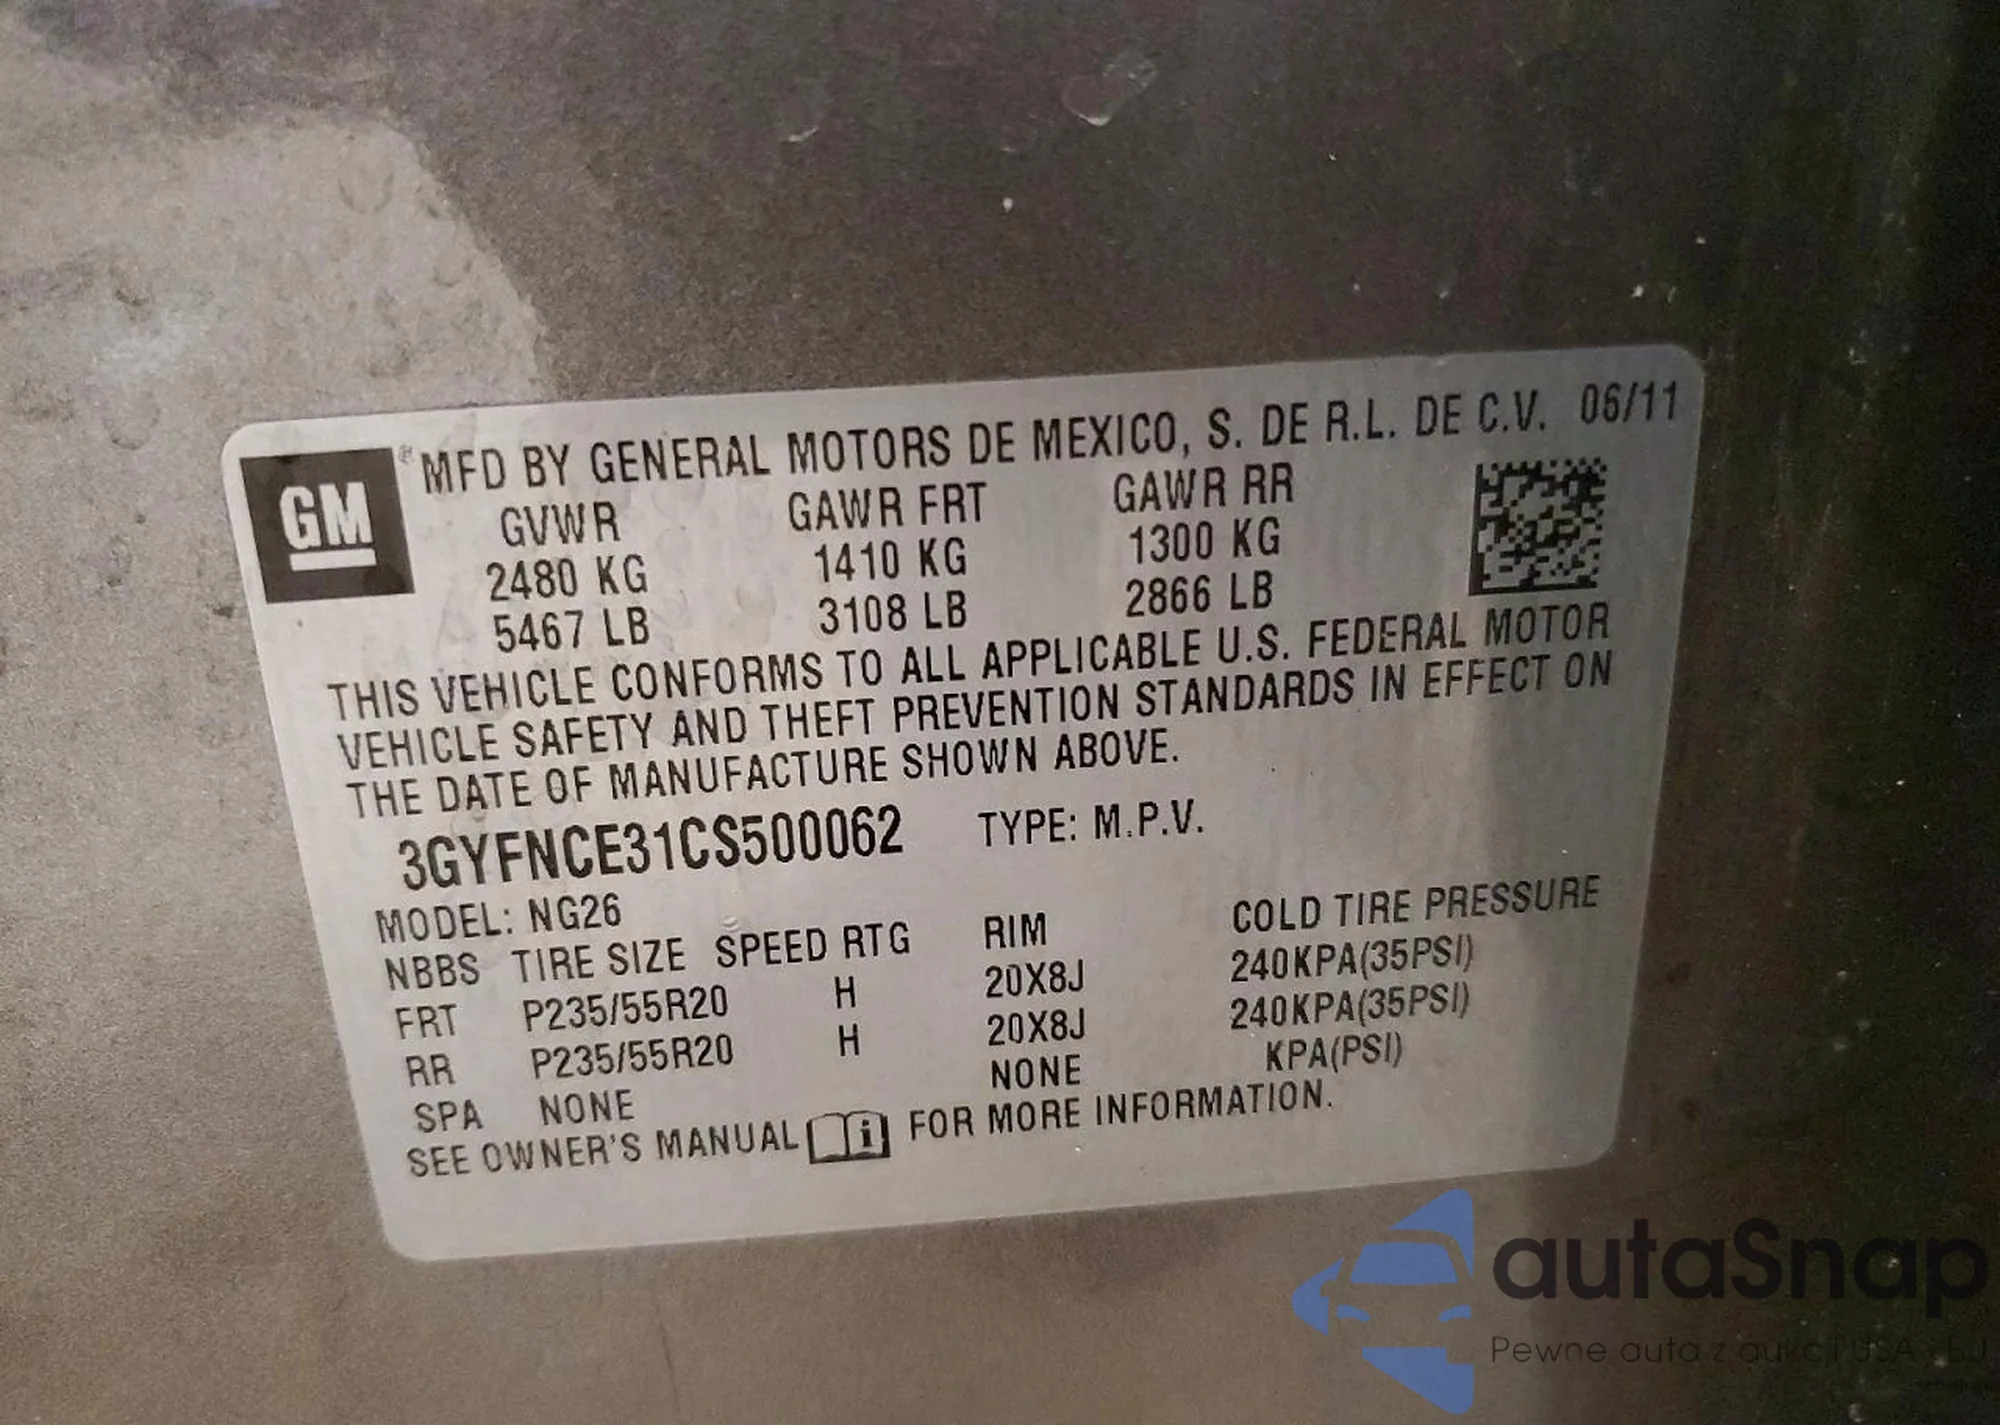 GM ® MFD BY GENERAL MOTORS DE MEXICO, S. DE R.L. DE C.V. 06/11
GVWR GAWR FRT GAWR RR
2480 KG 1410 KG 1300 KG
5467 LB 3108 LB 2866 LB
THIS VEHICLE CONFORMS TO ALL APPLICABLE U.S. FEDERAL MOTOR
VEHICLE SAFETY AND THEFT PREVENTION STANDARDS IN EFFECT ON
THE DATE OF MANUFACTURE SHOWN ABOVE.
3GYFNCE31CS500062 TYPE: M.P.V.
MODEL: NG26
NBBS TIRE SIZE SPEED RTG RIM COLD TIRE PRESSURE
FRT P235/55R20 H 20X8J 240KPA(35PSI)
RR P235/55R20 H 20X8J 240KPA(35PSI)
SPA NONE NONE KPA(PSI)
SEE OWNER'S MANUAL i FOR MORE INFORMATION.
autaSnap
Pewne auta z aukcji USA